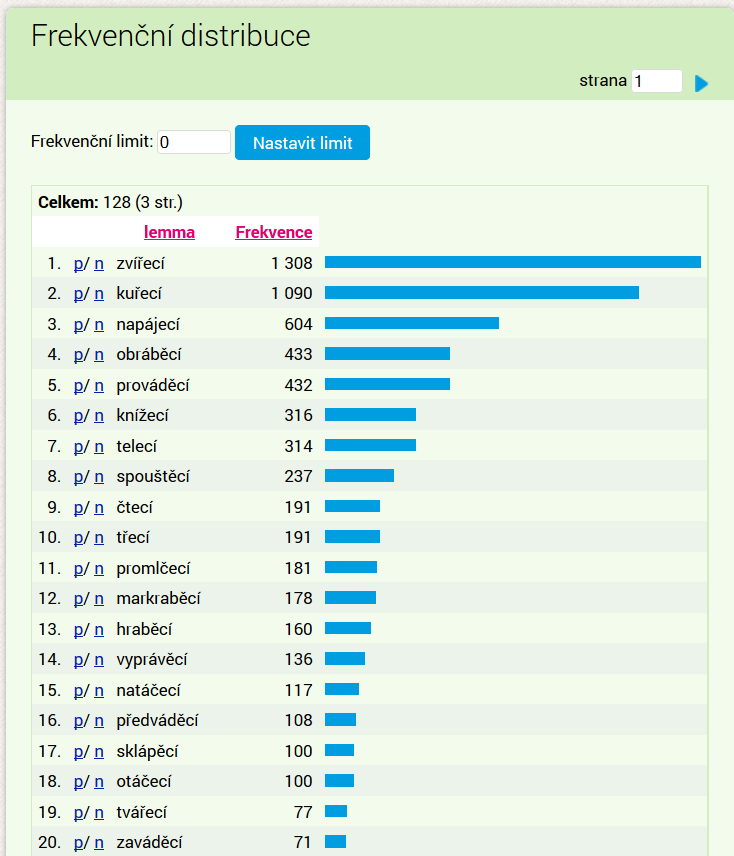 Frekvenční distribuce
strana 1
Frekvenční limit: 0 Nastavit limit
Celkem: 128 (3 str.)
lemma Frekvence
1. p/ n zvířecí 1 308
2. p/ n kuřecí 1 090
3. p/ n napájecí 604
4. p/ n obráběcí 433
5. p/ n prováděcí 432
6. p/ n knížecí 316
7. p/ n telecí 314
8. p/ n spouštěcí 237
9. p/ n čtecí 191
10. p/ n třecí 191
11. p/ n promlčecí 181
12. p/ n markraběcí 178
13. p/ n hraběcí 160
14. p/ n vyprávěcí 136
15. p/ n natáčecí 117
16. p/ n předváděcí 108
17. p/ n sklápěcí 100
18. p/ n otáčecí 100
19. p/ n tvářecí 77
20. p/ n zaváděcí 71